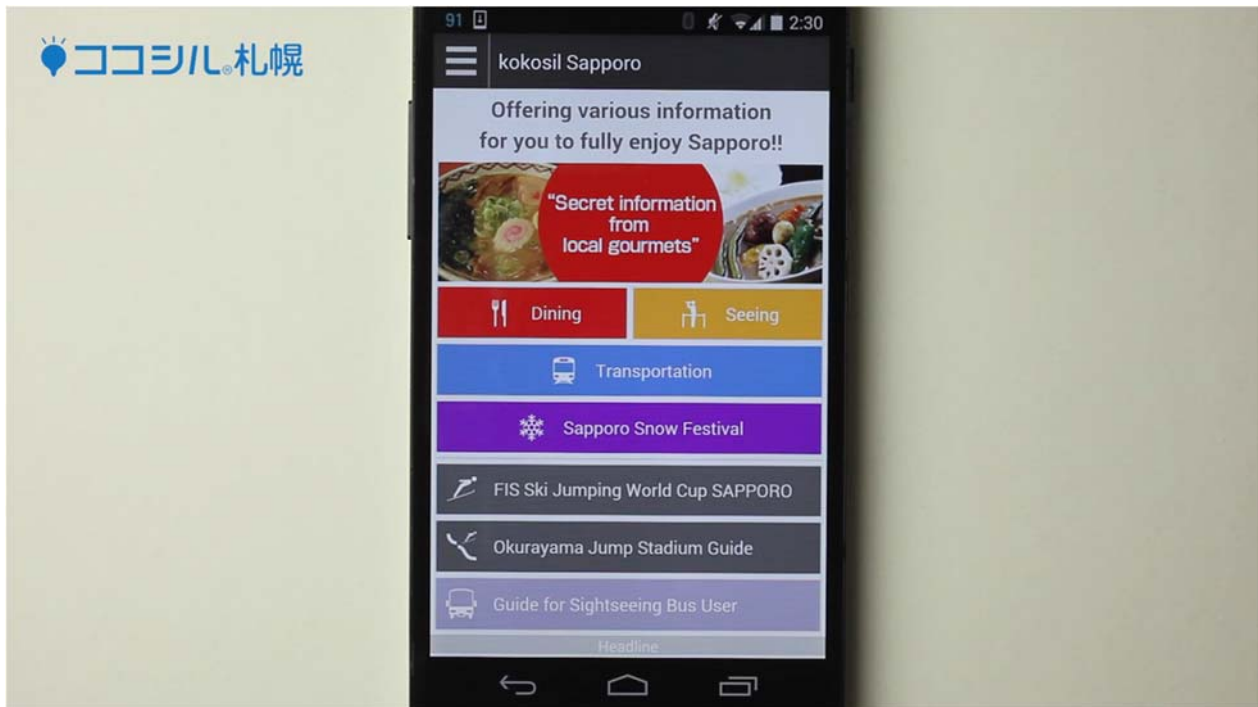 ココシル®札幌
91
2:30
kokosil Sapporo
Offering various information
for you to fully enjoy Sapporo!!
“Secret information
from
local gourmets”
Dining
Seeing
Transportation
Sapporo Snow Festival
FIS Ski Jumping World Cup SAPPORO
Okurayama Jump Stadium Guide
Guide for Sightseeing Bus User
Headline